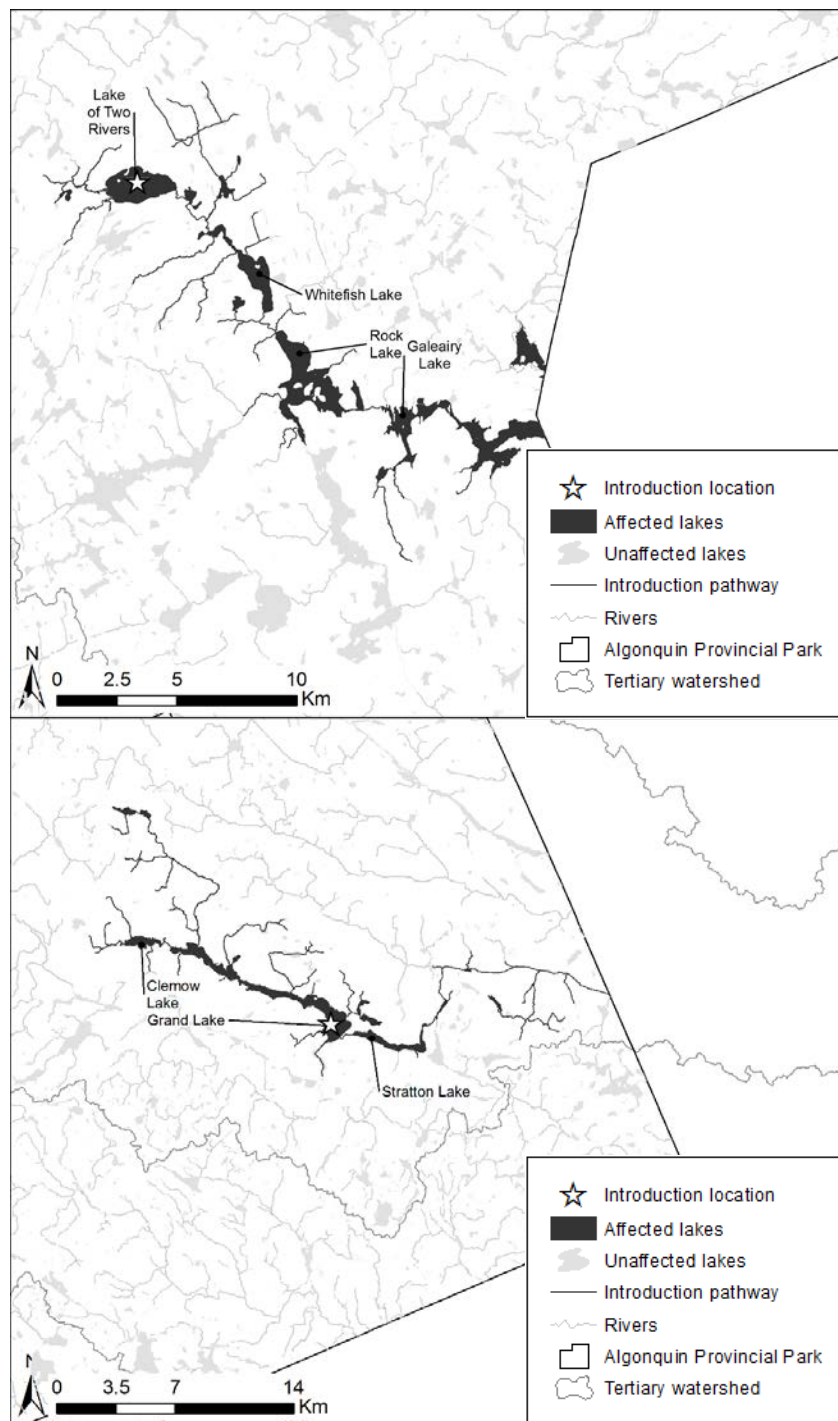 Lake
of Two
Rivers
Whitefish Lake
Rock
Lake
Galeairy
Lake
Introduction location
Affected lakes
Unaffected lakes
Introduction pathway
Rivers
Algonquin Provincial Park
Tertiary watershed
N
0 2.5 5 10
Km
Clemow
Lake
Grand Lake
Stratton Lake
Introduction location
Affected lakes
Unaffected lakes
Introduction pathway
Rivers
Algonquin Provincial Park
Tertiary watershed
N
0 3.5 7 14
Km